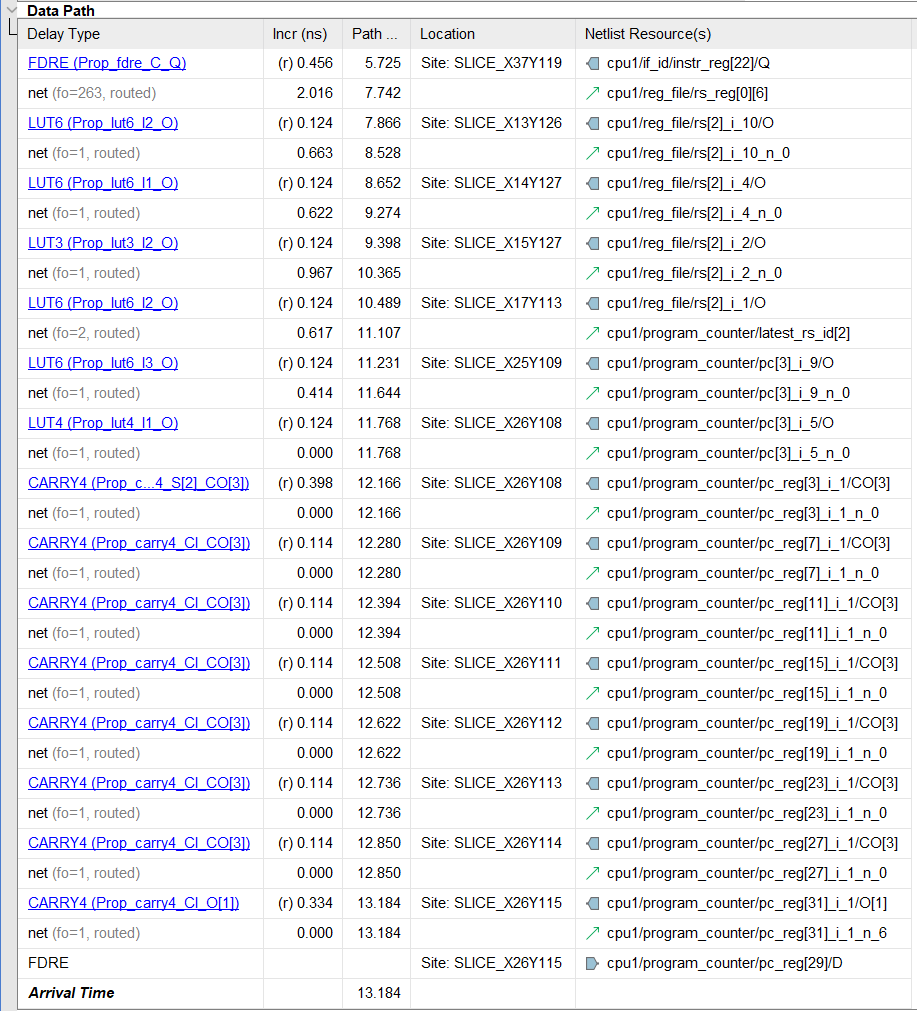 Data Path
Delay Type Incr (ns) Path ... Location Netlist Resource(s)
FDRE (Prop_fdre_C_Q) (r) 0.456 5.725 Site: SLICE_X37Y119 cpu1/if_id/instr_reg[22]/Q
net (fo=263, routed) 2.016 7.742 cpu1/reg_file/rs_reg[0][6]
LUT6 (Prop_lut6_I2_O) (r) 0.124 7.866 Site: SLICE_X13Y126 cpu1/reg_file/rs[2]_i_10/O
net (fo=1, routed) 0.663 8.528 cpu1/reg_file/rs[2]_i_10_n_0
LUT6 (Prop_lut6_I1_O) (r) 0.124 8.652 Site: SLICE_X14Y127 cpu1/reg_file/rs[2]_i_4/O
net (fo=1, routed) 0.622 9.274 cpu1/reg_file/rs[2]_i_4_n_0
LUT3 (Prop_lut3_I2_O) (r) 0.124 9.398 Site: SLICE_X15Y127 cpu1/reg_file/rs[2]_i_2/O
net (fo=1, routed) 0.967 10.365 cpu1/reg_file/rs[2]_i_2_n_0
LUT6 (Prop_lut6_I2_O) (r) 0.124 10.489 Site: SLICE_X17Y113 cpu1/reg_file/rs[2]_i_1/O
net (fo=2, routed) 0.617 11.107 cpu1/program_counter/latest_rs_id[2]
LUT6 (Prop_lut6_I3_O) (r) 0.124 11.231 Site: SLICE_X25Y109 cpu1/program_counter/pc[3]_i_9/O
net (fo=1, routed) 0.414 11.644 cpu1/program_counter/pc[3]_i_9_n_0
LUT4 (Prop_lut4_I1_O) (r) 0.124 11.768 Site: SLICE_X26Y108 cpu1/program_counter/pc[3]_i_5/O
net (fo=1, routed) 0.000 11.768 cpu1/program_counter/pc[3]_i_5_n_0
CARRY4 (Prop_c...4_S[2]_CO[3]) (r) 0.398 12.166 Site: SLICE_X26Y108 cpu1/program_counter/pc_reg[3]_i_1/CO[3]
net (fo=1, routed) 0.000 12.166 cpu1/program_counter/pc_reg[3]_i_1_n_0
CARRY4 (Prop_carry4_CI_CO[3]) (r) 0.114 12.280 Site: SLICE_X26Y109 cpu1/program_counter/pc_reg[7]_i_1/CO[3]
net (fo=1, routed) 0.000 12.280 cpu1/program_counter/pc_reg[7]_i_1_n_0
CARRY4 (Prop_carry4_CI_CO[3]) (r) 0.114 12.394 Site: SLICE_X26Y110 cpu1/program_counter/pc_reg[11]_i_1/CO[3]
net (fo=1, routed) 0.000 12.394 cpu1/program_counter/pc_reg[11]_i_1_n_0
CARRY4 (Prop_carry4_CI_CO[3]) (r) 0.114 12.508 Site: SLICE_X26Y111 cpu1/program_counter/pc_reg[15]_i_1/CO[3]
net (fo=1, routed) 0.000 12.508 cpu1/program_counter/pc_reg[15]_i_1_n_0
CARRY4 (Prop_carry4_CI_CO[3]) (r) 0.114 12.622 Site: SLICE_X26Y112 cpu1/program_counter/pc_reg[19]_i_1/CO[3]
net (fo=1, routed) 0.000 12.622 cpu1/program_counter/pc_reg[19]_i_1_n_0
CARRY4 (Prop_carry4_CI_CO[3]) (r) 0.114 12.736 Site: SLICE_X26Y113 cpu1/program_counter/pc_reg[23]_i_1/CO[3]
net (fo=1, routed) 0.000 12.736 cpu1/program_counter/pc_reg[23]_i_1_n_0
CARRY4 (Prop_carry4_CI_CO[3]) (r) 0.114 12.850 Site: SLICE_X26Y114 cpu1/program_counter/pc_reg[27]_i_1/CO[3]
net (fo=1, routed) 0.000 12.850 cpu1/program_counter/pc_reg[27]_i_1_n_0
CARRY4 (Prop_carry4_CI_O[1]) (r) 0.334 13.184 Site: SLICE_X26Y115 cpu1/program_counter/pc_reg[31]_i_1/O[1]
net (fo=1, routed) 0.000 13.184 cpu1/program_counter/pc_reg[31]_i_1_n_6
FDRE Site: SLICE_X26Y115 cpu1/program_counter/pc_reg[29]/D
Arrival Time 13.184